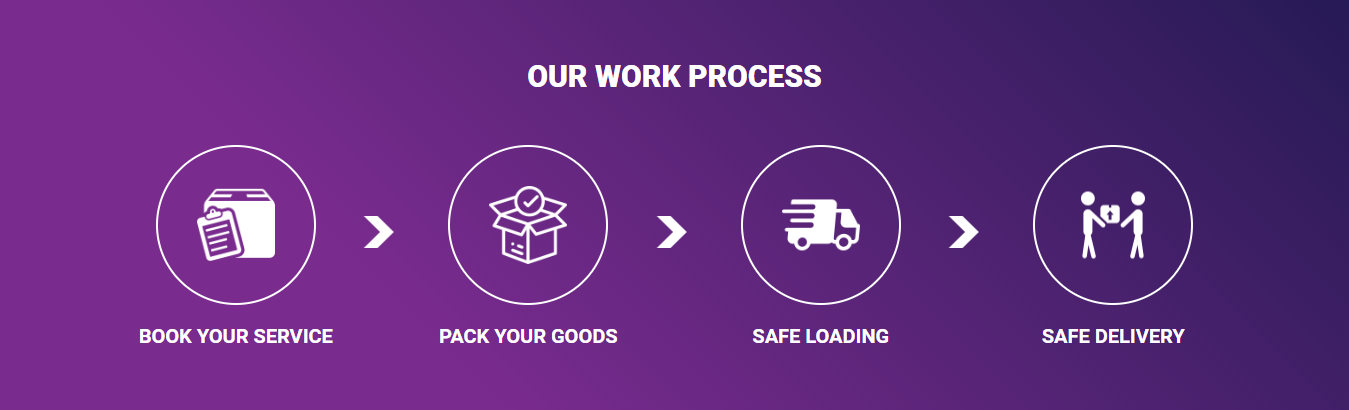 OUR WORK PROCESS
BOOK YOUR SERVICE
PACK YOUR GOODS
SAFE LOADING
SAFE DELIVERY